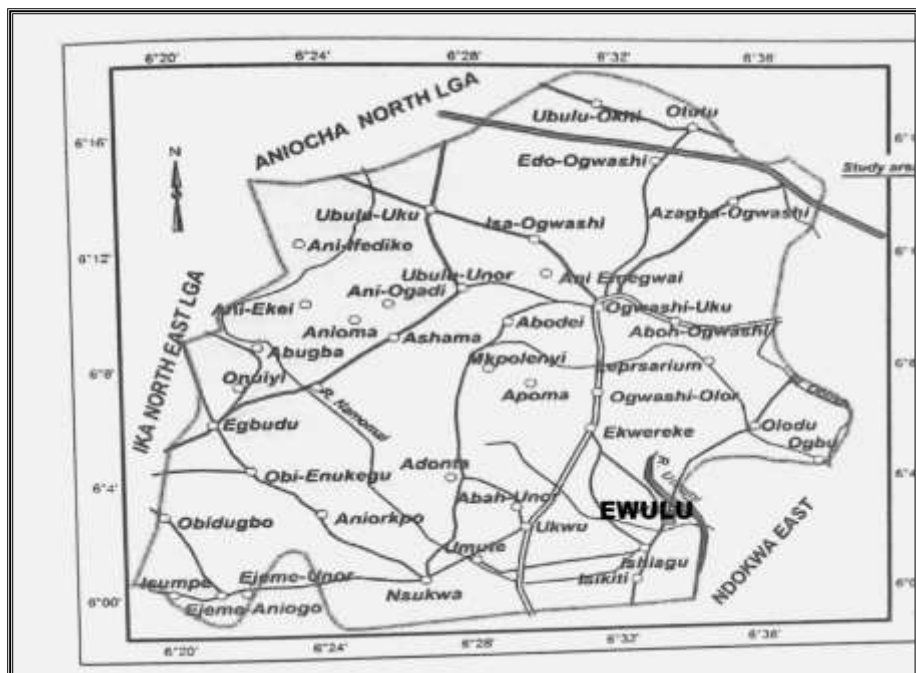 6°20' 6°24' 6°28' 6°32' 6°36'
ANIOCHA NORTH LGA
Ubulu-Okiti
Otulu
6°16'
N
Edo-Ogwashi
Study area
Ubulu-Uku
Isa-Ogwashi
Azagba-Ogwashi
Ani-Ifedike
6°12'
Ubulu-Unor
Ani Emegwai
Ani-Ogadi
Ani-Ekei
Ogwashi-Uku
Anioma
Abodei
Aboh-Ogwashi
Ashama
IKA NORTH EAST LGA
Abugba
Mkpolenyi
Leprsarium
Onuiyi
6°8'
Apoma
Ogwashi-Olor
R.
Egbudu
Ekwereke
Olodu
Ogbu
Adonta
Obi-Enukegu
R.
6°4'
Abah-Unor
EWULU
Obidugbo
Aniorkpo
Ukwu
Umute
Ishiagu
NDOKWA EAST
Isumpe
Ejeme-Unor
Isikiti
6°00'
Ejeme-Aniogo
Nsukwa
6°20' 6°24' 6°28' 6°32' 6°36'